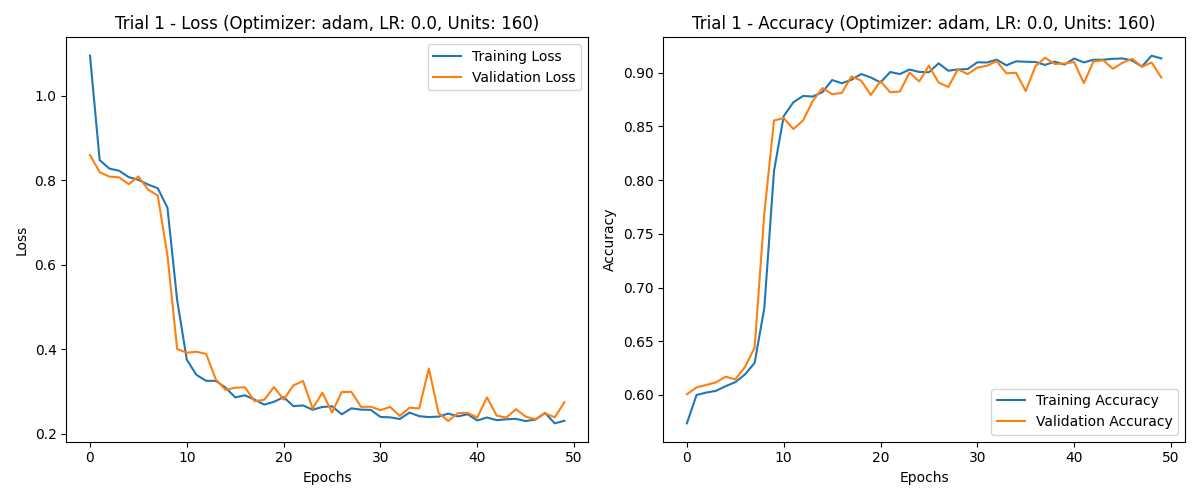 Trial 1 - Loss (Optimizer: adam, LR: 0.0, Units: 160)
Training Loss
Validation Loss
1.0
0.8
0.6
0.4
0.2
Loss
0 10 20 30 40 50
Epochs
Trial 1 - Accuracy (Optimizer: adam, LR: 0.0, Units: 160)
0.90
0.85
0.80
0.75
0.70
0.65
0.60
Accuracy
Training Accuracy
Validation Accuracy
0 10 20 30 40 50
Epochs